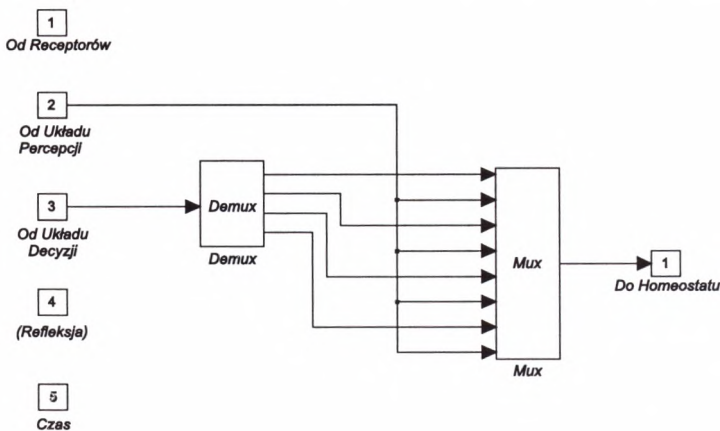 1
Od Receptorów
2
Od Układu
Percepcji
3
Od Układu
Decyzji
Demux
Demux
Mux
Mux
1
Do Homeostatu
4
(Refleksja)
5
Czas